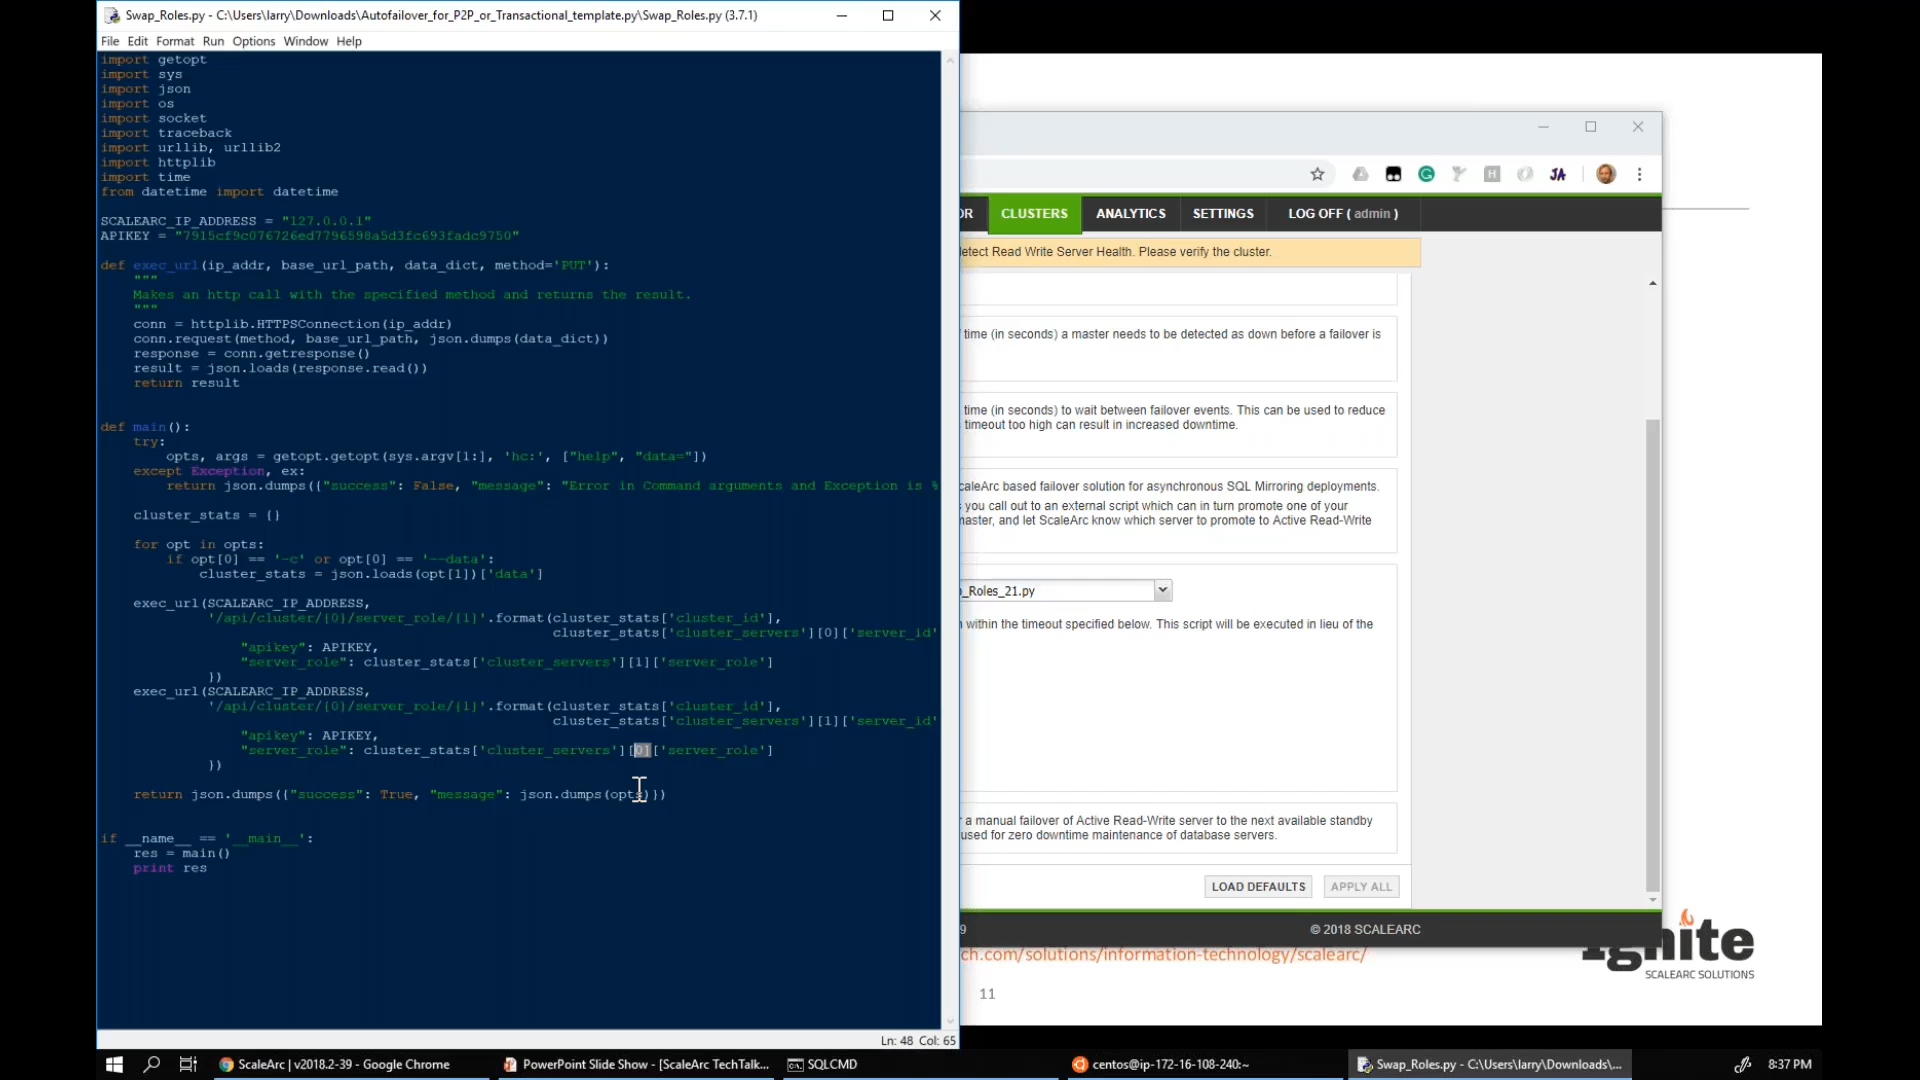 Swap_Roles.py - C:\Users\larry\Downloads\Autofailover_for_P2P_or_Transactional_template.py\Swap_Roles.py (3.7.1)
File Edit Format Run Options Window Help
import getopt
import sys
import json
import os
import socket
import traceback
import urllib, urllib2
import httplib
import time
from datetime import datetime
SCALEARC_IP_ADDRESS = "127.0.0.1"
APIKEY = "7915cf9c076726ed7796598a5d3fc693fadc9750"
def exec_url(ip_addr, base_url_path, data_dict, method='PUT'):
"""
Makes an http call with the specified method and returns the result.
"""
conn = httplib.HTTPSConnection(ip_addr)
conn.request(method, base_url_path, json.dumps(data_dict))
response = conn.getresponse()
result = json.loads(response.read())
return result
def main():
try:
opts, args = getopt.getopt(sys.argv[1:], 'hc:', ["help", "data="])
except Exception, ex:
return json.dumps({"success": False, "message": "Error in Command arguments and Exception is %
cluster_stats = {}
for opt in opts:
if opt[0] == '-c' or opt[0] == '--data':
cluster_stats = json.loads(opt[1])['data']
exec_url(SCALEARC_IP_ADDRESS,
'/api/cluster/{0}/server_role/{1}'.format(cluster_stats['cluster_id'],
cluster_stats['cluster_servers'][0]['server_id'
"apikey": APIKEY,
"server_role": cluster_stats['cluster_servers'][1]['server_role']
})
exec_url(SCALEARC_IP_ADDRESS,
'/api/cluster/{0}/server_role/{1}'.format(cluster_stats['cluster_id'],
cluster_stats['cluster_servers'][1]['server_id'
"apikey": APIKEY,
"server_role": cluster_stats['cluster_servers'][0]['server_role']
})
return json.dumps({"success": True, "message": json.dumps(opts)})
if __name__ == '__main__':
res = main()
print res
Ln: 48 Col: 65
H JA
OR CLUSTERS ANALYTICS SETTINGS LOG OFF ( admin )
etect Read Write Server Health. Please verify the cluster.
time (in seconds) a master needs to be detected as down before a failover is
time (in seconds) to wait between failover events. This can be used to reduce
timeout too high can result in increased downtime.
caleArc based failover solution for asynchronous SQL Mirroring deployments.
you call out to an external script which can in turn promote one of your
master, and let ScaleArc know which server to promote to Active Read-Write
p_Roles_21.py
n within the timeout specified below. This script will be executed in lieu of the
r a manual failover of Active Read-Write server to the next available standby
used for zero downtime maintenance of database servers.
LOAD DEFAULTS APPLY ALL
9 © 2018 SCALEARC
ch.com/solutions/information-technology/scalearc/
Ignite
SCALEARC SOLUTIONS
11
ScaleArc | v2018.2-39 - Google Chrome PowerPoint Slide Show - [ScaleArc TechTalk... SQLCMD centos@ip-172-16-108-240:~ Swap_Roles.py - C:\Users\larry\Downloads\... 8:37 PM